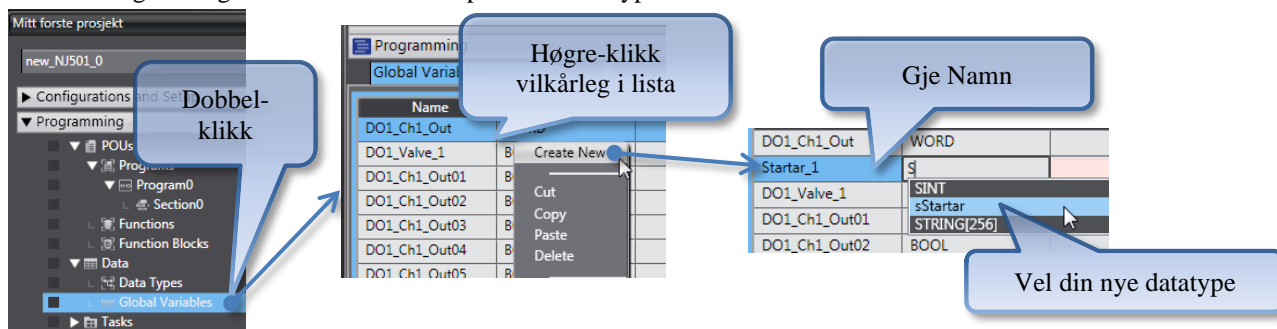 Mitt forste prosjekt
new_NJ501_0
Configurations and Set
Programming
POUs
Programs
Program0
Section0
Functions
Function Blocks
Data
Data Types
Global Variables
Tasks
Dobbel-
klikk
Programming
Global Variab
Name
DO1_Ch1_Out
DO1_Valve_1
DO1_Ch1_Out01
DO1_Ch1_Out02
DO1_Ch1_Out03
DO1_Ch1_Out04
DO1_Ch1_Out05
Create New
Cut
Copy
Paste
Delete
Høgre-klikk
vilkårleg i lista
Gje Namn
DO1_Ch1_Out WORD
Startar_1 S
DO1_Valve_1
DO1_Ch1_Out01
DO1_Ch1_Out02 BOOL
SINT
sStartar
STRING[256]
Vel din nye datatype